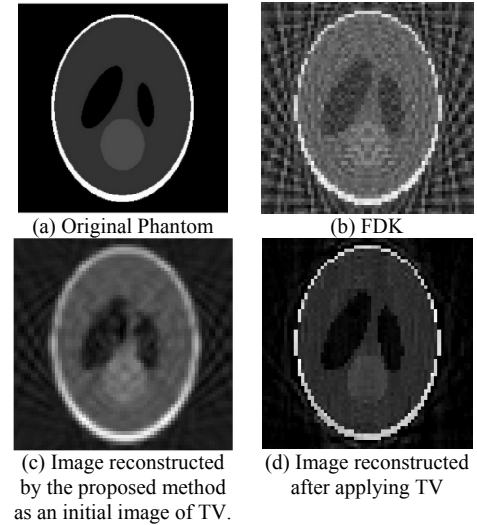 (a) Original Phantom
(b) FDK
(c) Image reconstructed
by the proposed method
as an initial image of TV.
(d) Image reconstructed
after applying TV